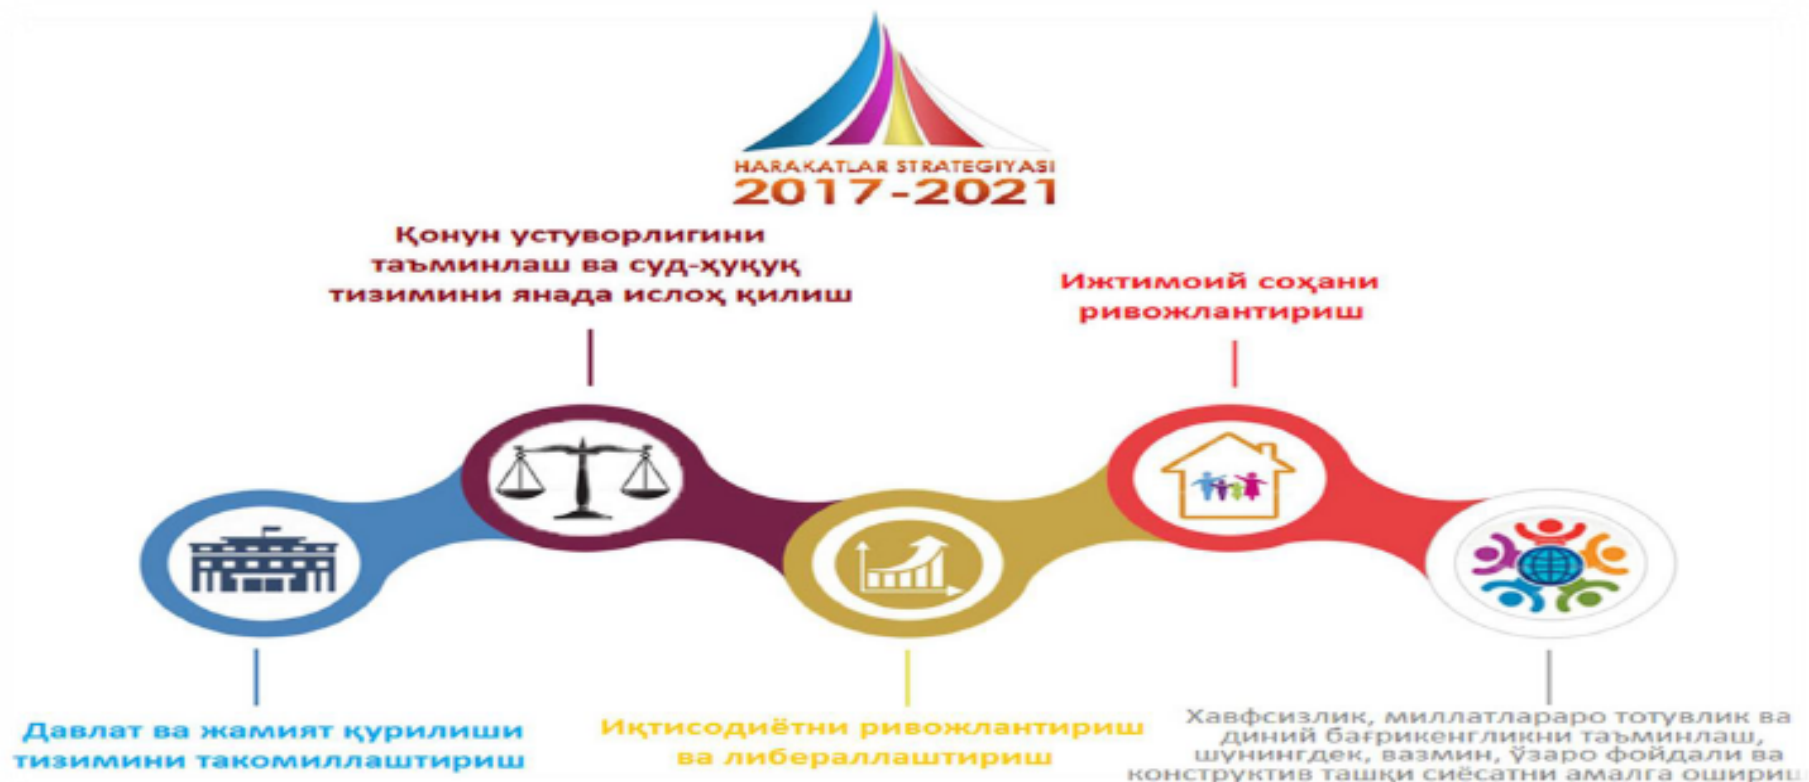 HARAKATLAR STRATEGIYASI
2017-2021
Қонун устуворлигини
таъминлаш ва суд-ҳуқуқ
тизимини янада ислоҳ қилиш
Ижтимоий соҳани
ривожлантириш
Давлат ва жамият қурилиши
тизимини такомиллаштириш
Иқтисодиётни ривожлантириш
ва либераллаштириш
Хавфсизлик, миллатлараро тотувлик ва
диний бағрикенгликни таъминлаш,
шунингдек, вазмин, ўзаро фойдали ва
конструктив ташқи сиёсатни амалга ошириш